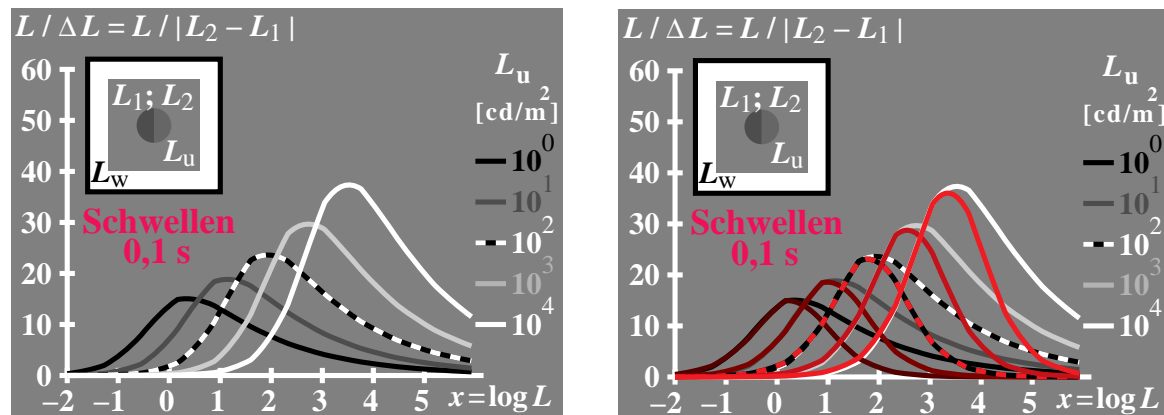 L / ΔL = L / |L₂ − L₁ |
60
50
40
30
20
10
0
−2 −1 0 1 2 3 4 5 x=log L
L₁; L₂
Lᵤ
L_w
Schwellen
0,1 s
Lᵤ
[cd/m²]
10⁰
10¹
10²
10³
10⁴
L / ΔL = L / |L₂ − L₁ |
60
50
40
30
20
10
0
−2 −1 0 1 2 3 4 5 x=log L
L₁; L₂
Lᵤ
L_w
Schwellen
0,1 s
Lᵤ
[cd/m²]
10⁰
10¹
10²
10³
10⁴